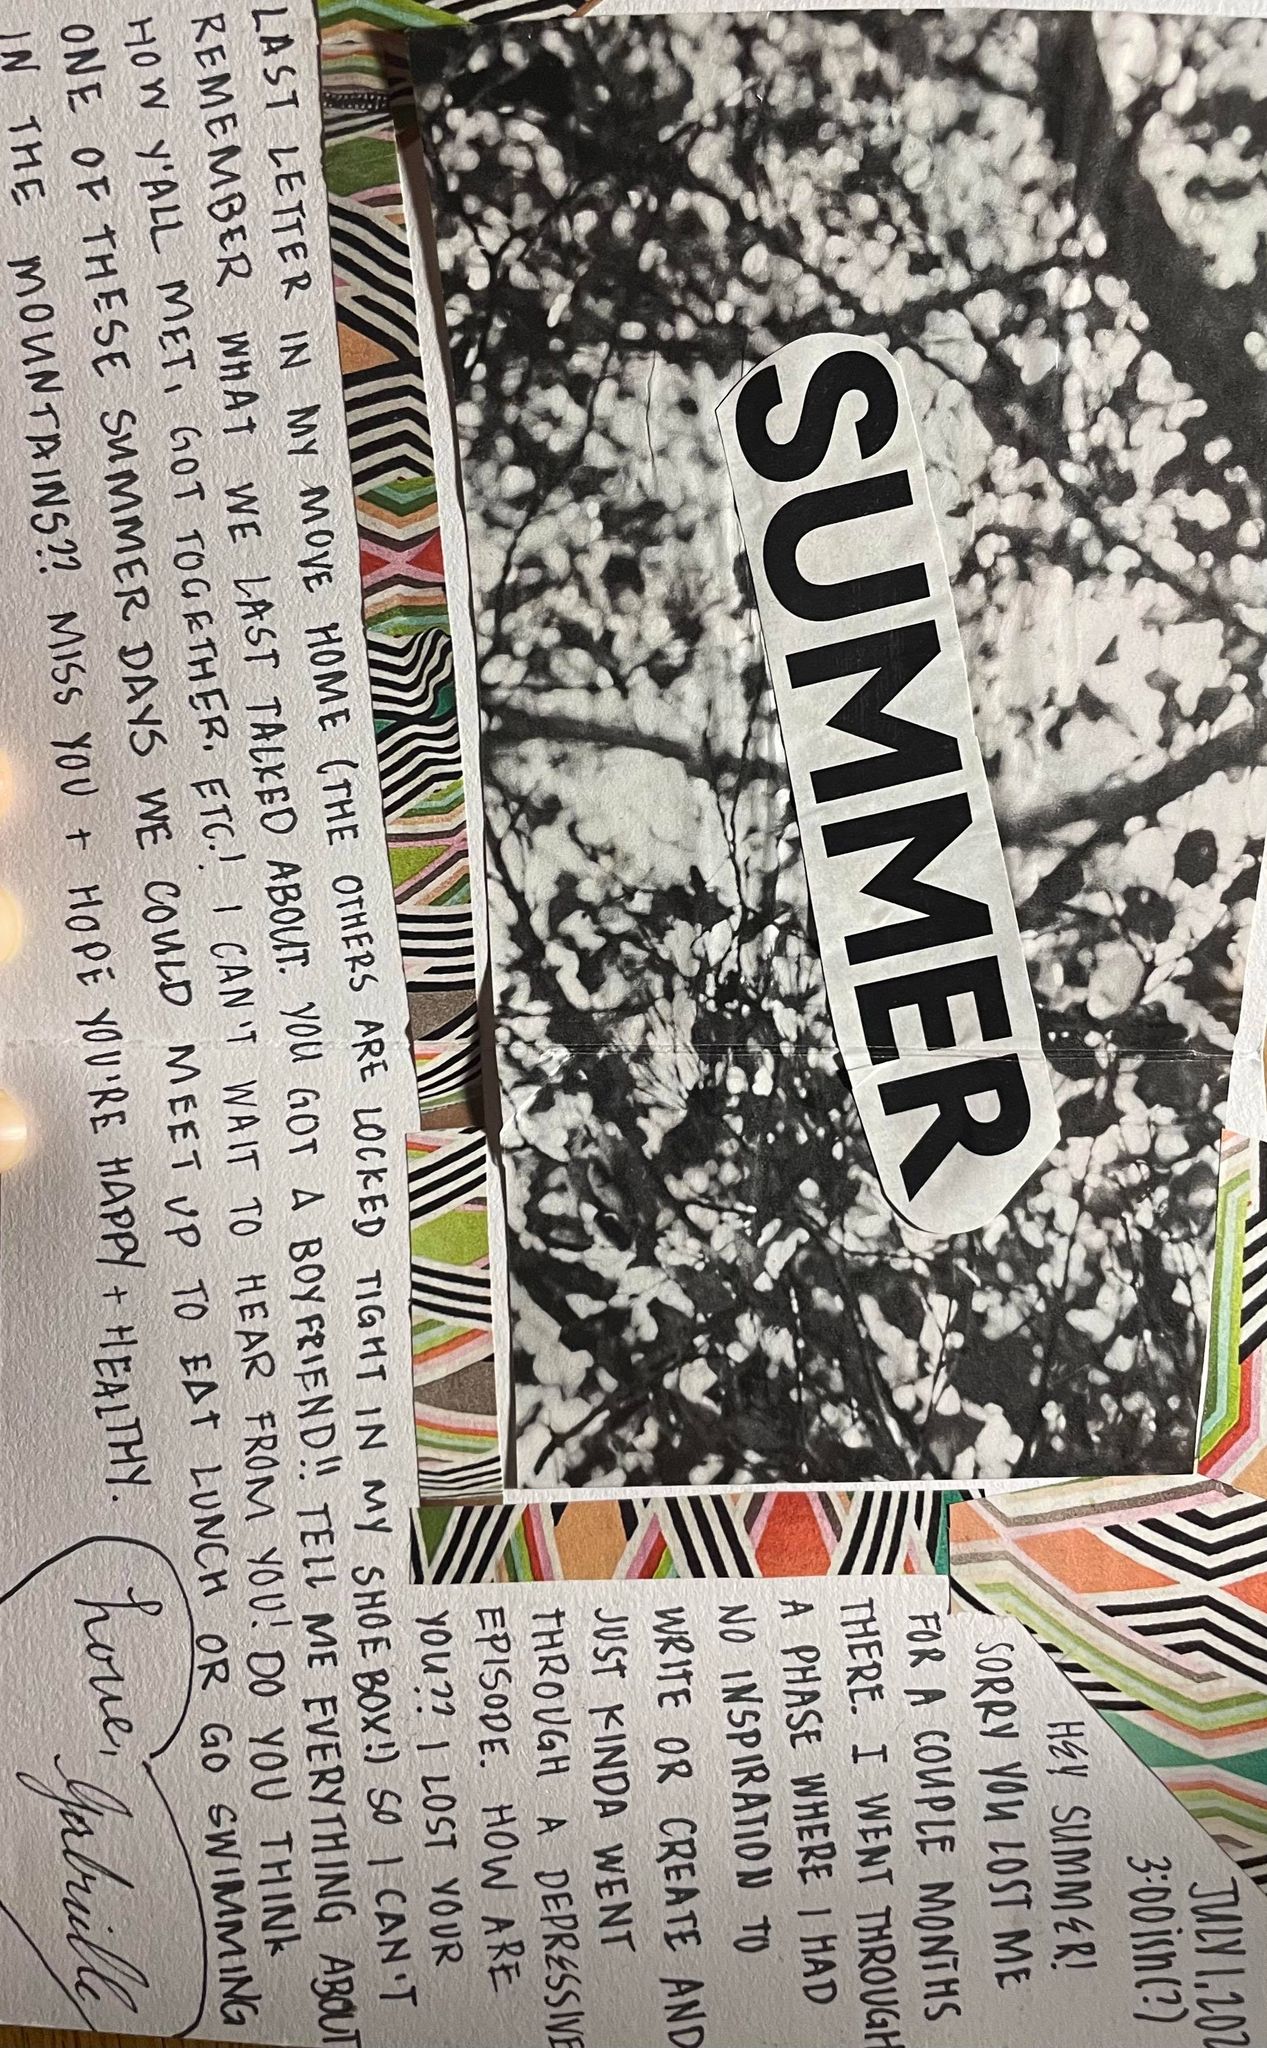 SUMMER
JULY 1, 202
3:00ish(?)
HEY SUMMER!
SORRY YOU LOST ME
FOR A COUPLE MONTHS
THERE. I WENT THROUGH
A PHASE WHERE I HAD
NO INSPIRATION TO
WRITE OR CREATE AND
JUST KINDA WENT
THROUGH A DEPRESSIVE
EPISODE. HOW ARE
YOU?? I LOST YOUR
LAST LETTER IN MY MOVE HOME (THE OTHERS ARE LOCKED TIGHT IN MY SHOEBOX!) SO I CAN'T
REMEMBER WHAT WE LAST TALKED ABOUT. YOU GOT A BOYFRIEND!! TELL ME EVERYTHING ABOUT
HOW Y'ALL MET, GOT TOGETHER, ETC.! I CAN'T WAIT TO HEAR FROM YOU! DO YOU THINK
ONE OF THESE SUMMER DAYS WE COULD MEET UP TO EAT LUNCH OR GO SWIMMING
IN THE MOUNTAINS?? MISS YOU + HOPE YOU'RE HAPPY + HEALTHY.
Love,
Gabrielle